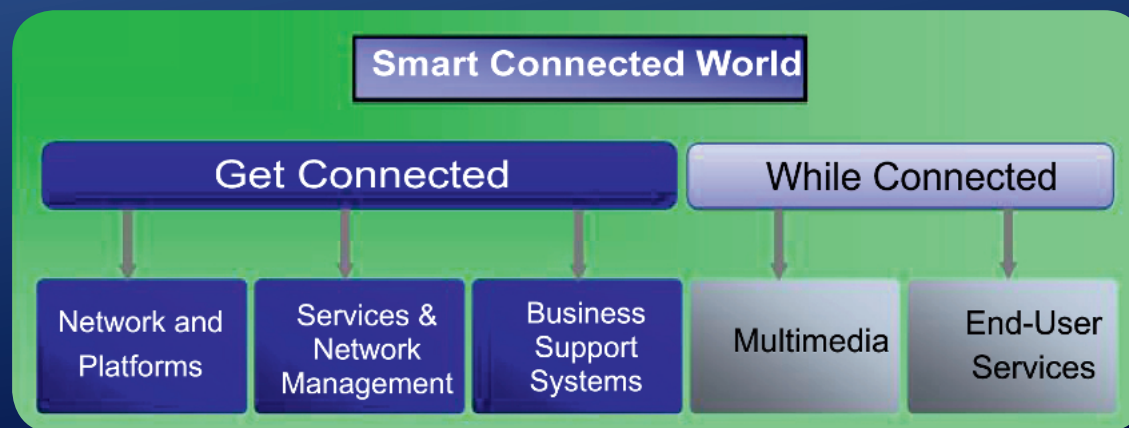 Smart Connected World
Get Connected
While Connected
Network and
Platforms
Services &
Network
Management
Business
Support
Systems
Multimedia
End-User
Services